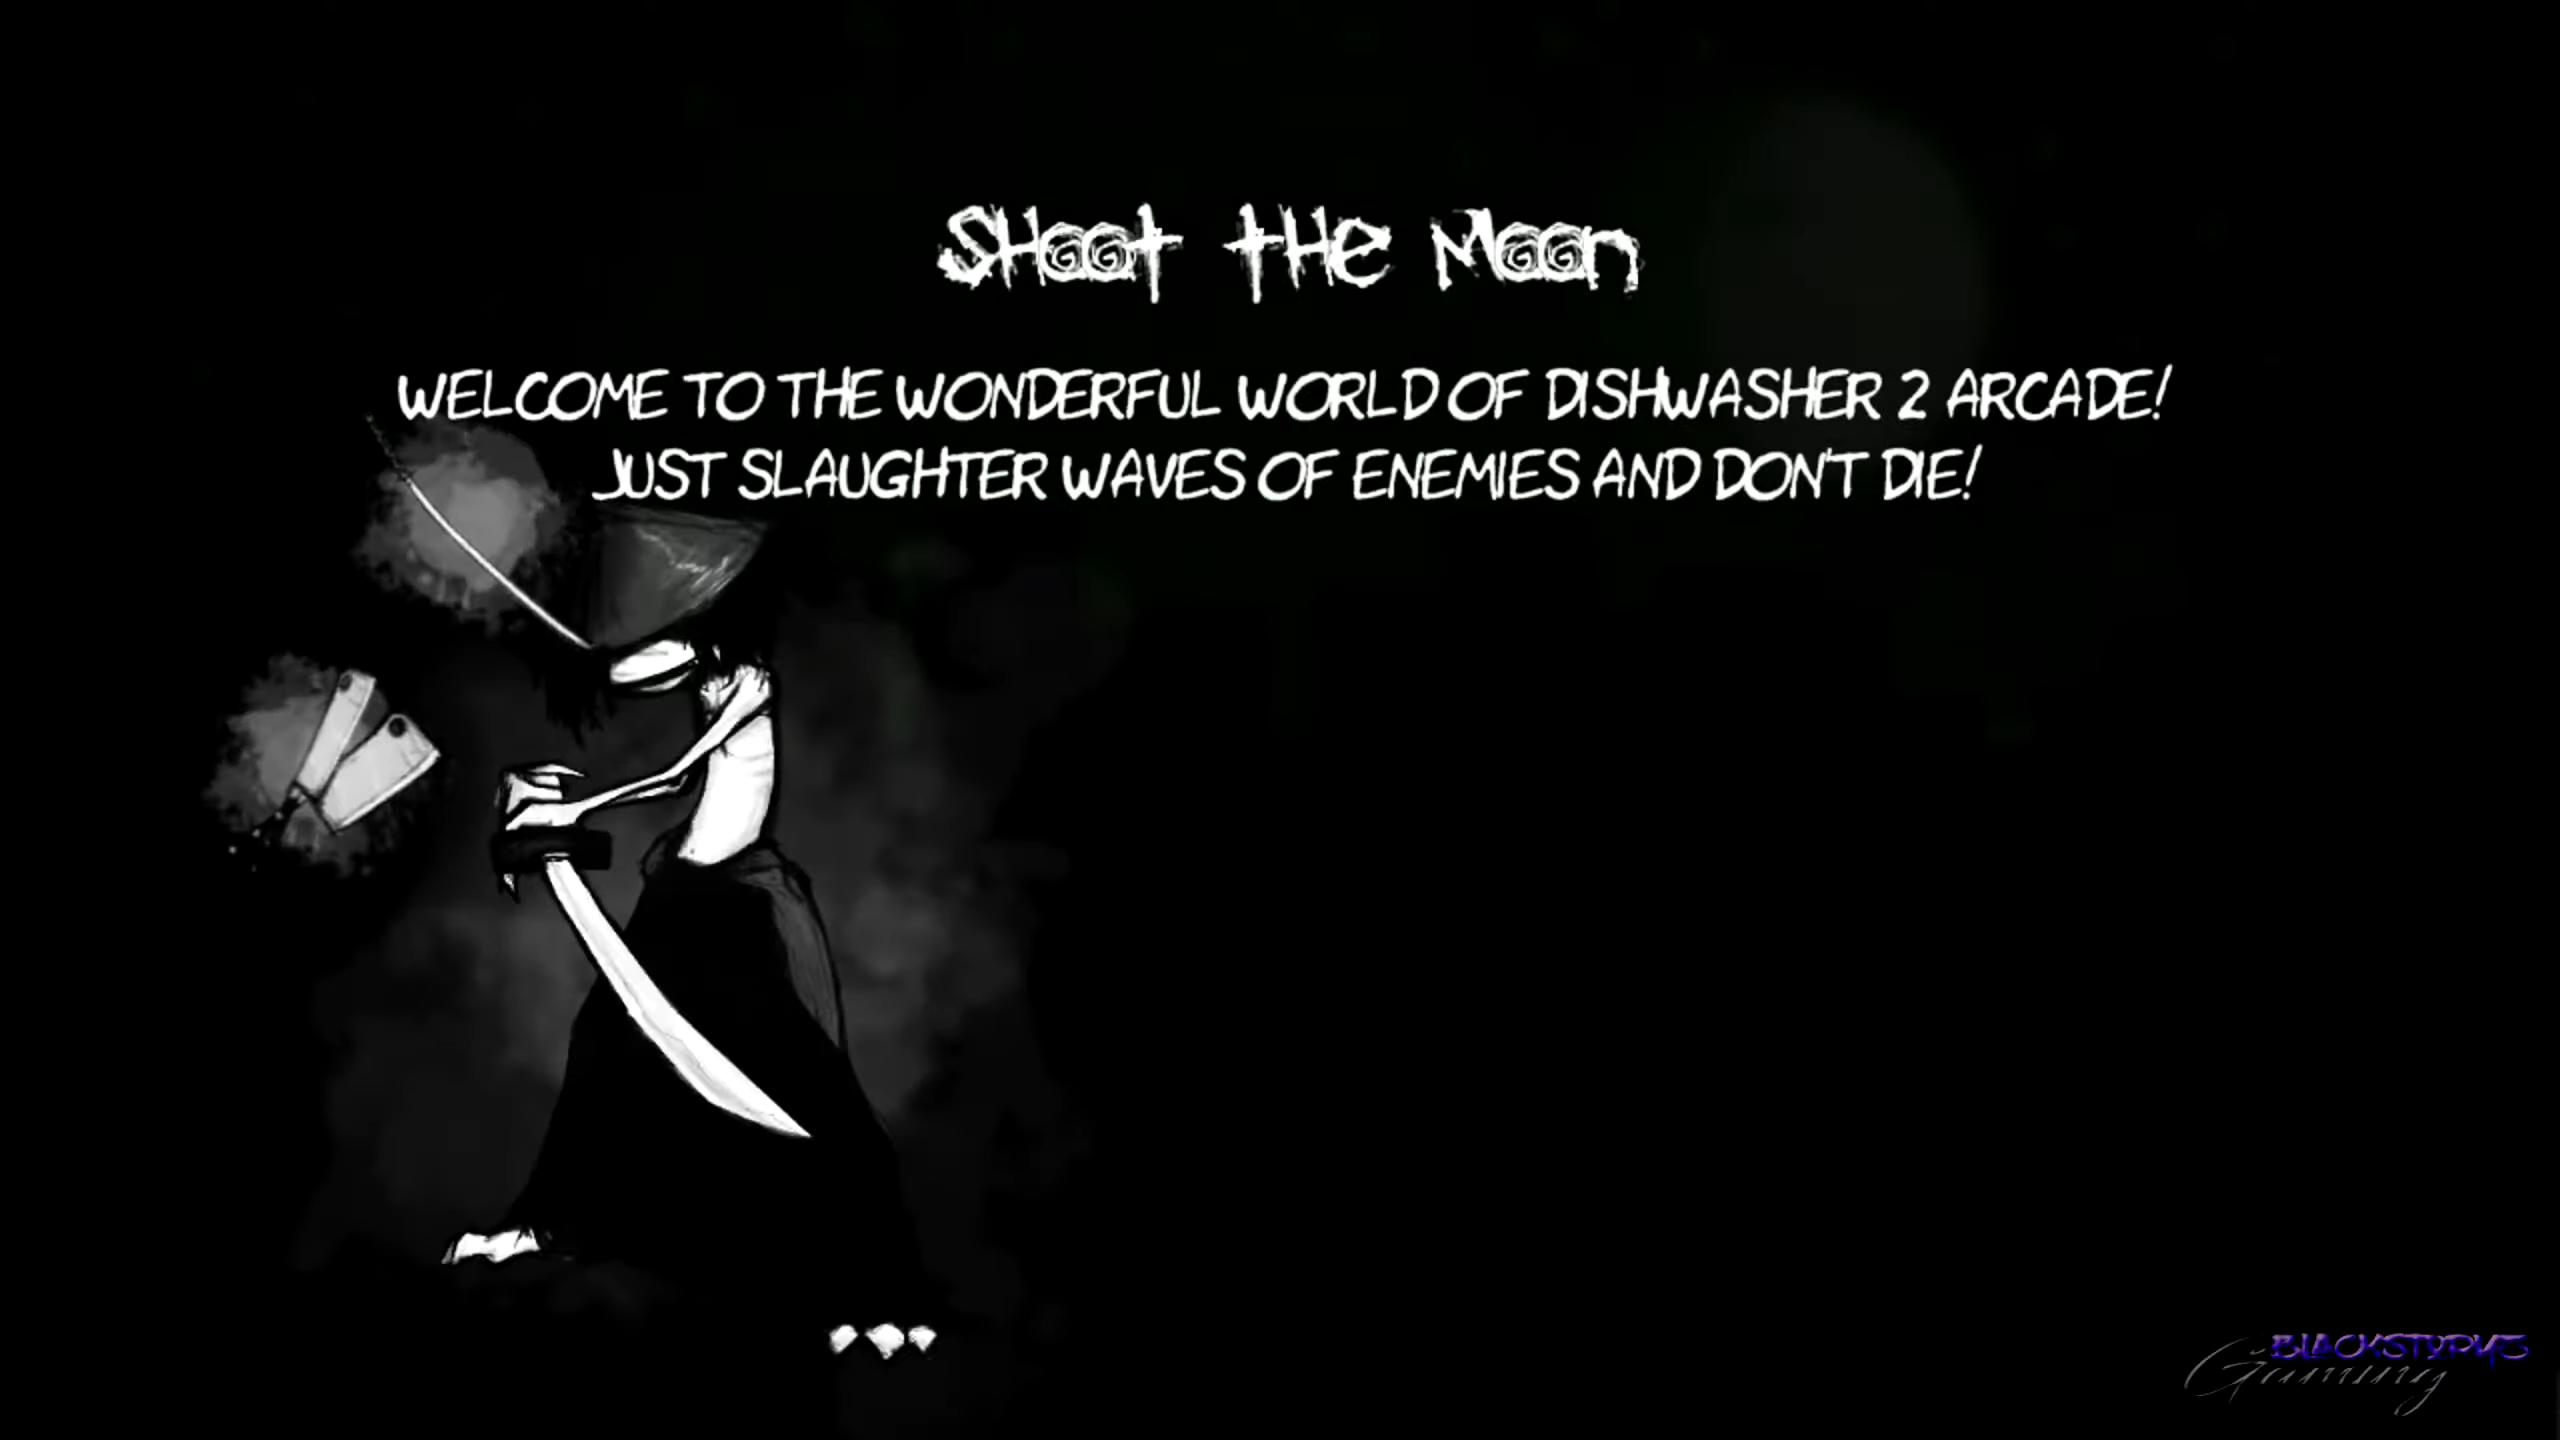 Shoot the Moon
WELCOME TO THE WONDERFUL WORLD OF DISHWASHER 2 ARCADE!
JUST SLAUGHTER WAVES OF ENEMIES AND DON'T DIE!
Gaming